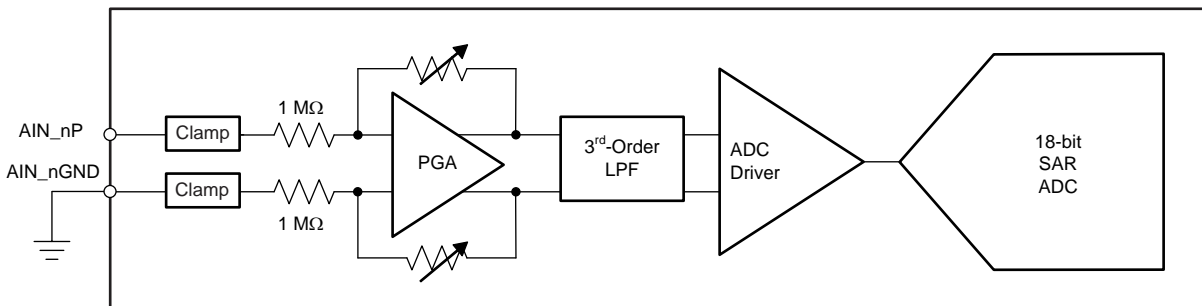 AIN_nP
AIN_nGND
Clamp
Clamp
1 MΩ
1 MΩ
PGA
3rd-Order
LPF
ADC
Driver
18-bit
SAR
ADC